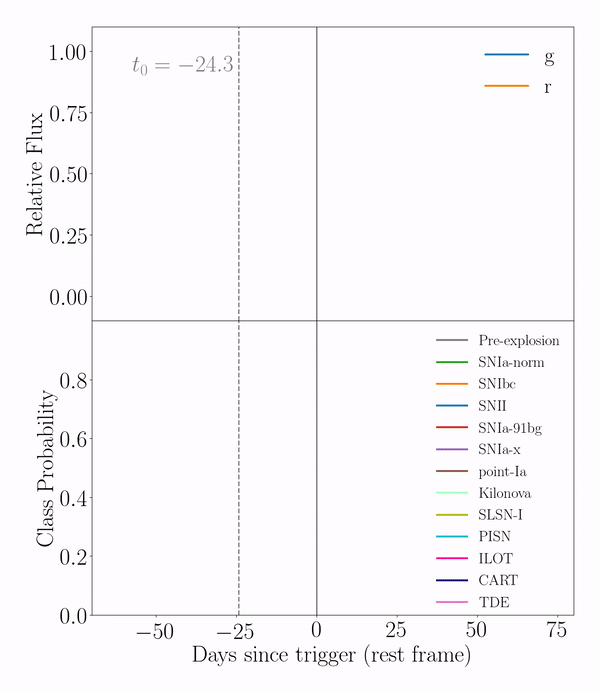 1.00
0.75
0.50
0.25
0.00
Relative Flux
t₀ = −24.3
g
r
0.8
0.6
0.4
0.2
0.0
Class Probability
Pre-explosion
SNIa-norm
SNIbc
SNII
SNIa-91bg
SNIa-x
point-Ia
Kilonova
SLSN-I
PISN
ILOT
CART
TDE
−50 −25 0 25 50 75
Days since trigger (rest frame)